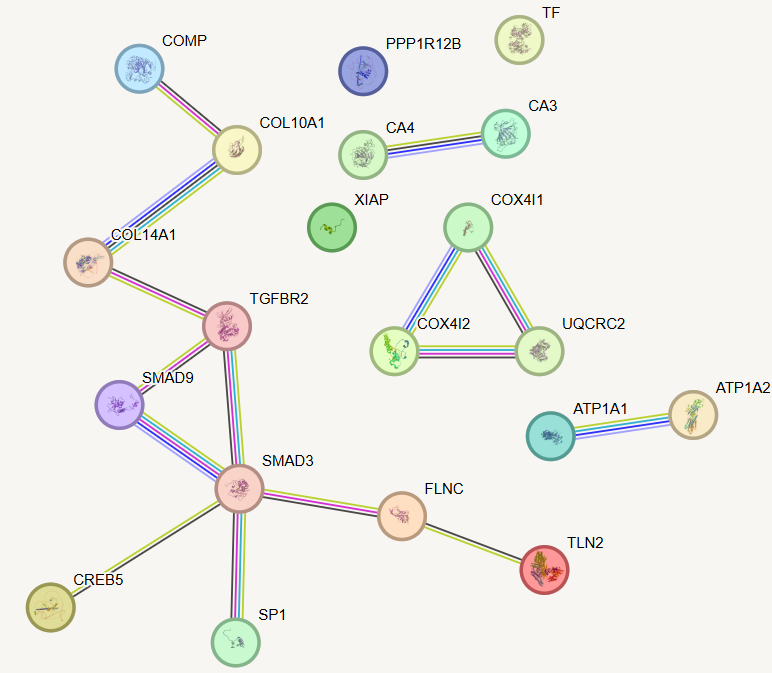 TF
COMP
PPP1R12B
CA3
COL10A1
CA4
XIAP
COX4I1
COL14A1
TGFBR2
COX4I2
UQCRC2
SMAD9
ATP1A2
ATP1A1
SMAD3
FLNC
TLN2
CREB5
SP1